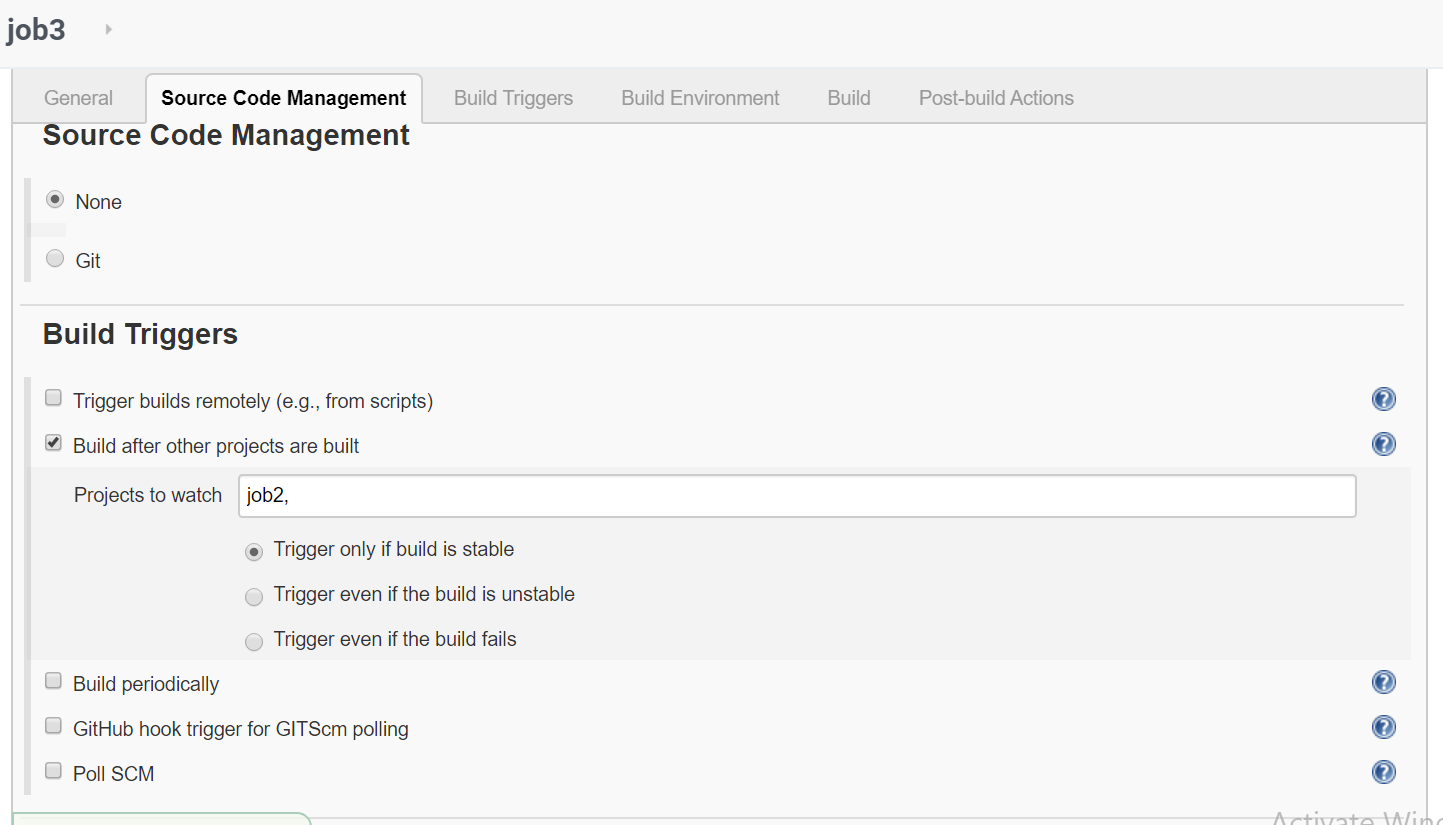 job3
General Source Code Management Build Triggers Build Environment Build Post-build Actions
Source Code Management
None
Git
Build Triggers
Trigger builds remotely (e.g., from scripts)
Build after other projects are built
Projects to watch job2,
Trigger only if build is stable
Trigger even if the build is unstable
Trigger even if the build fails
Build periodically
GitHub hook trigger for GITScm polling
Poll SCM
Activate Wind